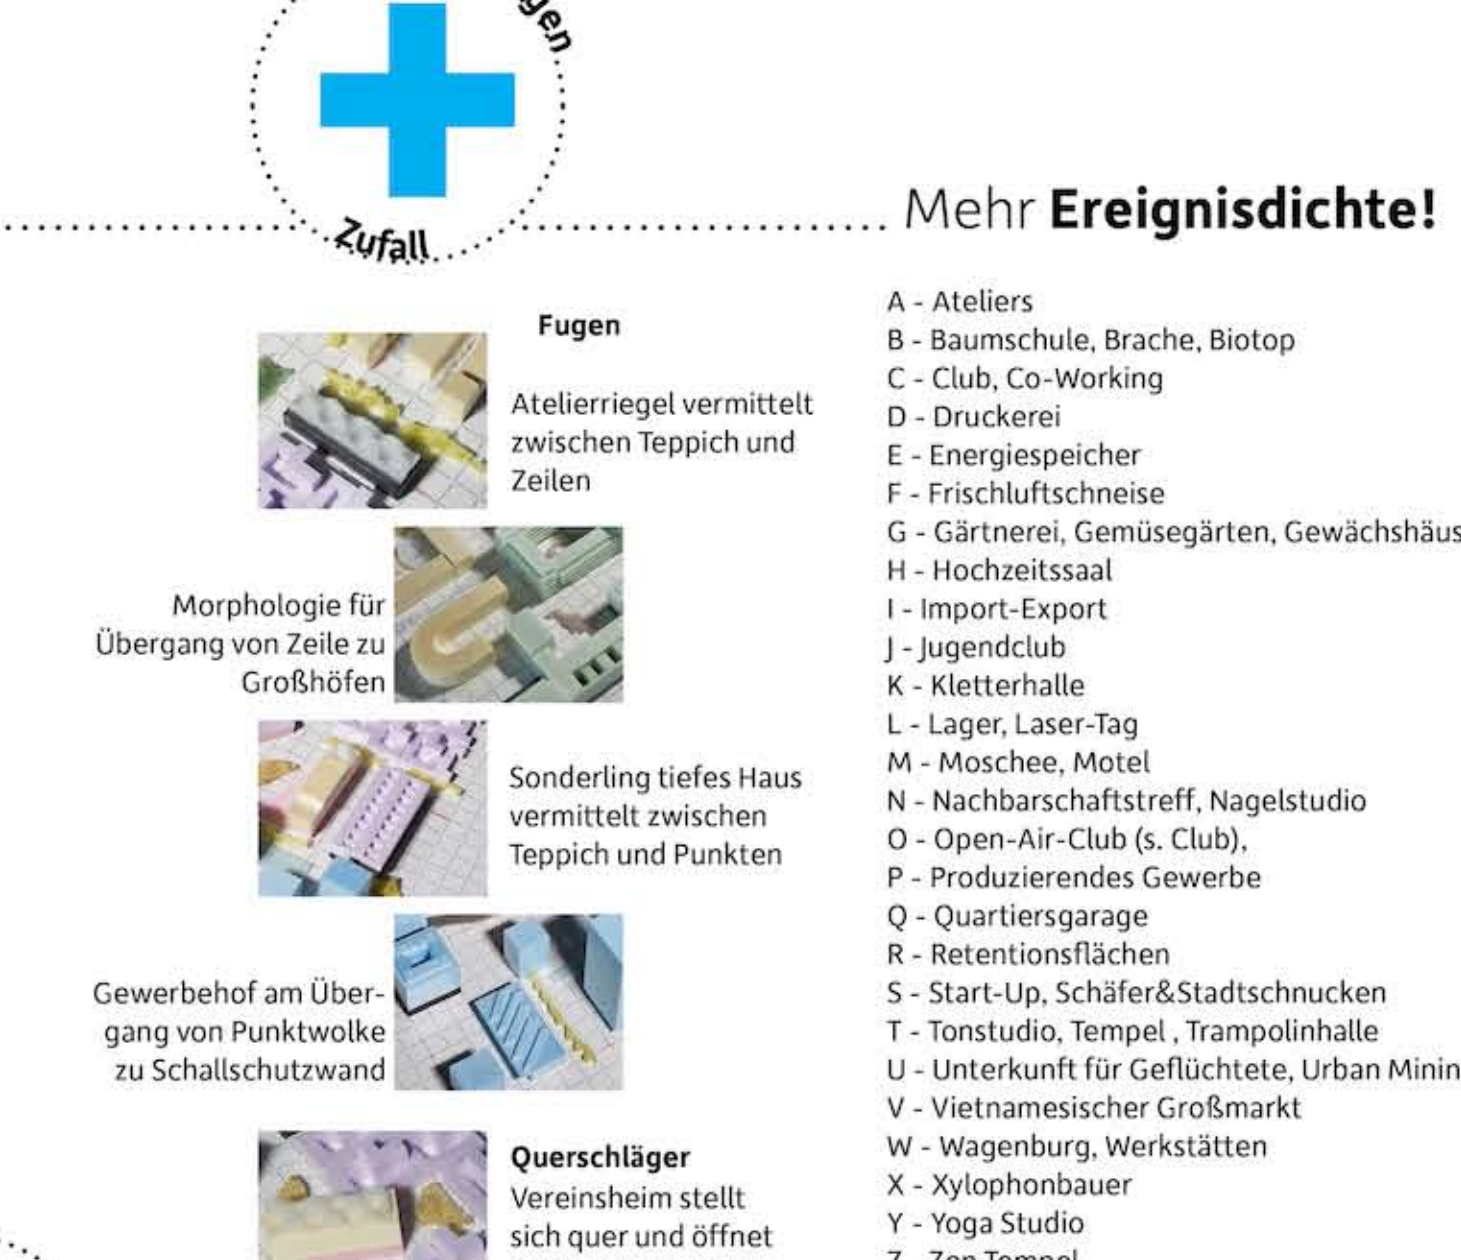 Zufall
Mehr Ereignisdichte!
Fugen
Atelierriegel vermittelt
zwischen Teppich und
Zeilen
Morphologie für
Übergang von Zeile zu
Großhöfen
Sonderling tiefes Haus
vermittelt zwischen
Teppich und Punkten
Gewerbehof am Über-
gang von Punktwolke
zu Schallschutzwand
Querschläger
Vereinsheim stellt
sich quer und öffnet
A - Ateliers
B - Baumschule, Brache, Biotop
C - Club, Co-Working
D - Druckerei
E - Energiespeicher
F - Frischluftschneise
G - Gärtnerei, Gemüsegärten, Gewächshäus
H - Hochzeitssaal
I - Import-Export
J - Jugendclub
K - Kletterhalle
L - Lager, Laser-Tag
M - Moschee, Motel
N - Nachbarschaftstreff, Nagelstudio
O - Open-Air-Club (s. Club),
P - Produzierendes Gewerbe
Q - Quartiersgarage
R - Retentionsflächen
S - Start-Up, Schäfer&Stadtschnucken
T - Tonstudio, Tempel , Trampolinhalle
U - Unterkunft für Geflüchtete, Urban Minin
V - Vietnamesischer Großmarkt
W - Wagenburg, Werkstätten
X - Xylophonbauer
Y - Yoga Studio
Z - Zen Tempel